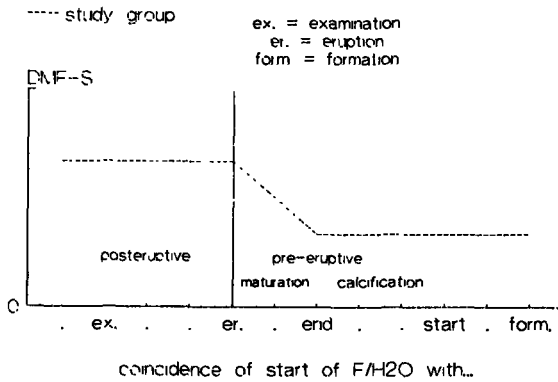 ----- study group
ex. = examination
er. = eruption
form = formation
DMF-S
posteruptive
pre-eruptive
maturation calcification
0
. ex. . . er. . end . . start . form.
coincidence of start of F/H2O with...